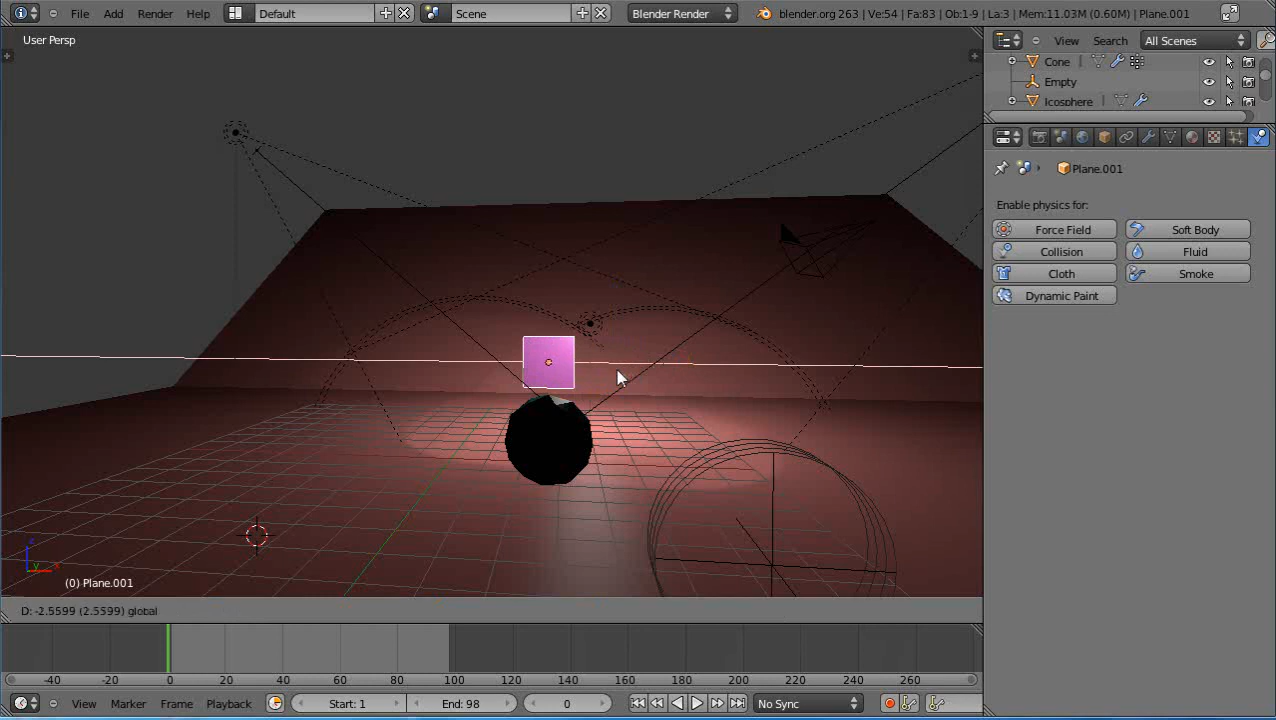 File Add Render Help Default Scene Blender Render blender.org 263 | Ve:54 | Fa:83 | Ob:1-9 | La:3 | Mem:11.03M (0.60M) | Plane.001
User Persp
View Search All Scenes
Cone
Empty
Icosphere
Plane.001
Enable physics for:
Force Field Soft Body
Collision Fluid
Cloth Smoke
Dynamic Paint
z
y x
(0) Plane.001
D: -2.5599 (2.5599) global
-40 -20 0 20 40 60 80 100 120 140 160 180 200 220 240 260
View Marker Frame Playback Start: 1 End: 98 0 No Sync